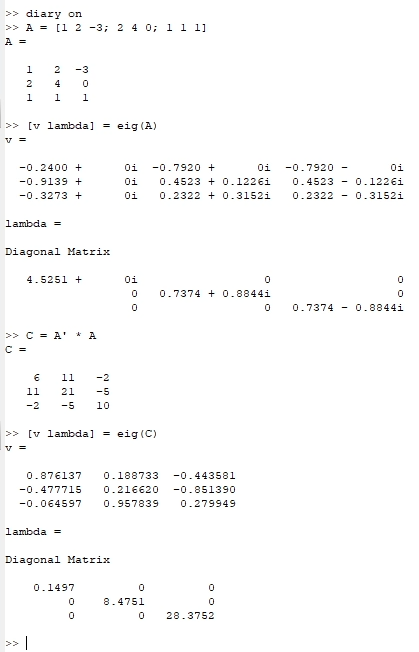 >> diary on
>> A = [1 2 -3; 2 4 0; 1 1 1]
A =
1 2 -3
2 4 0
1 1 1
>> [v lambda] = eig(A)
v =
-0.2400 + 0i -0.7920 + 0i -0.7920 - 0i
-0.9139 + 0i 0.4523 + 0.1226i 0.4523 - 0.1226i
-0.3273 + 0i 0.2322 + 0.3152i 0.2322 - 0.3152i
lambda =
Diagonal Matrix
4.5251 + 0i 0 0
0 0.7374 + 0.8844i 0
0 0 0.7374 - 0.8844i
>> C = A' * A
C =
6 11 -2
11 21 -5
-2 -5 10
>> [v lambda] = eig(C)
v =
0.876137 0.188733 -0.443581
-0.477715 0.216620 -0.851390
-0.064597 0.957839 0.279949
lambda =
Diagonal Matrix
0.1497 0 0
0 8.4751 0
0 0 28.3752
>> |